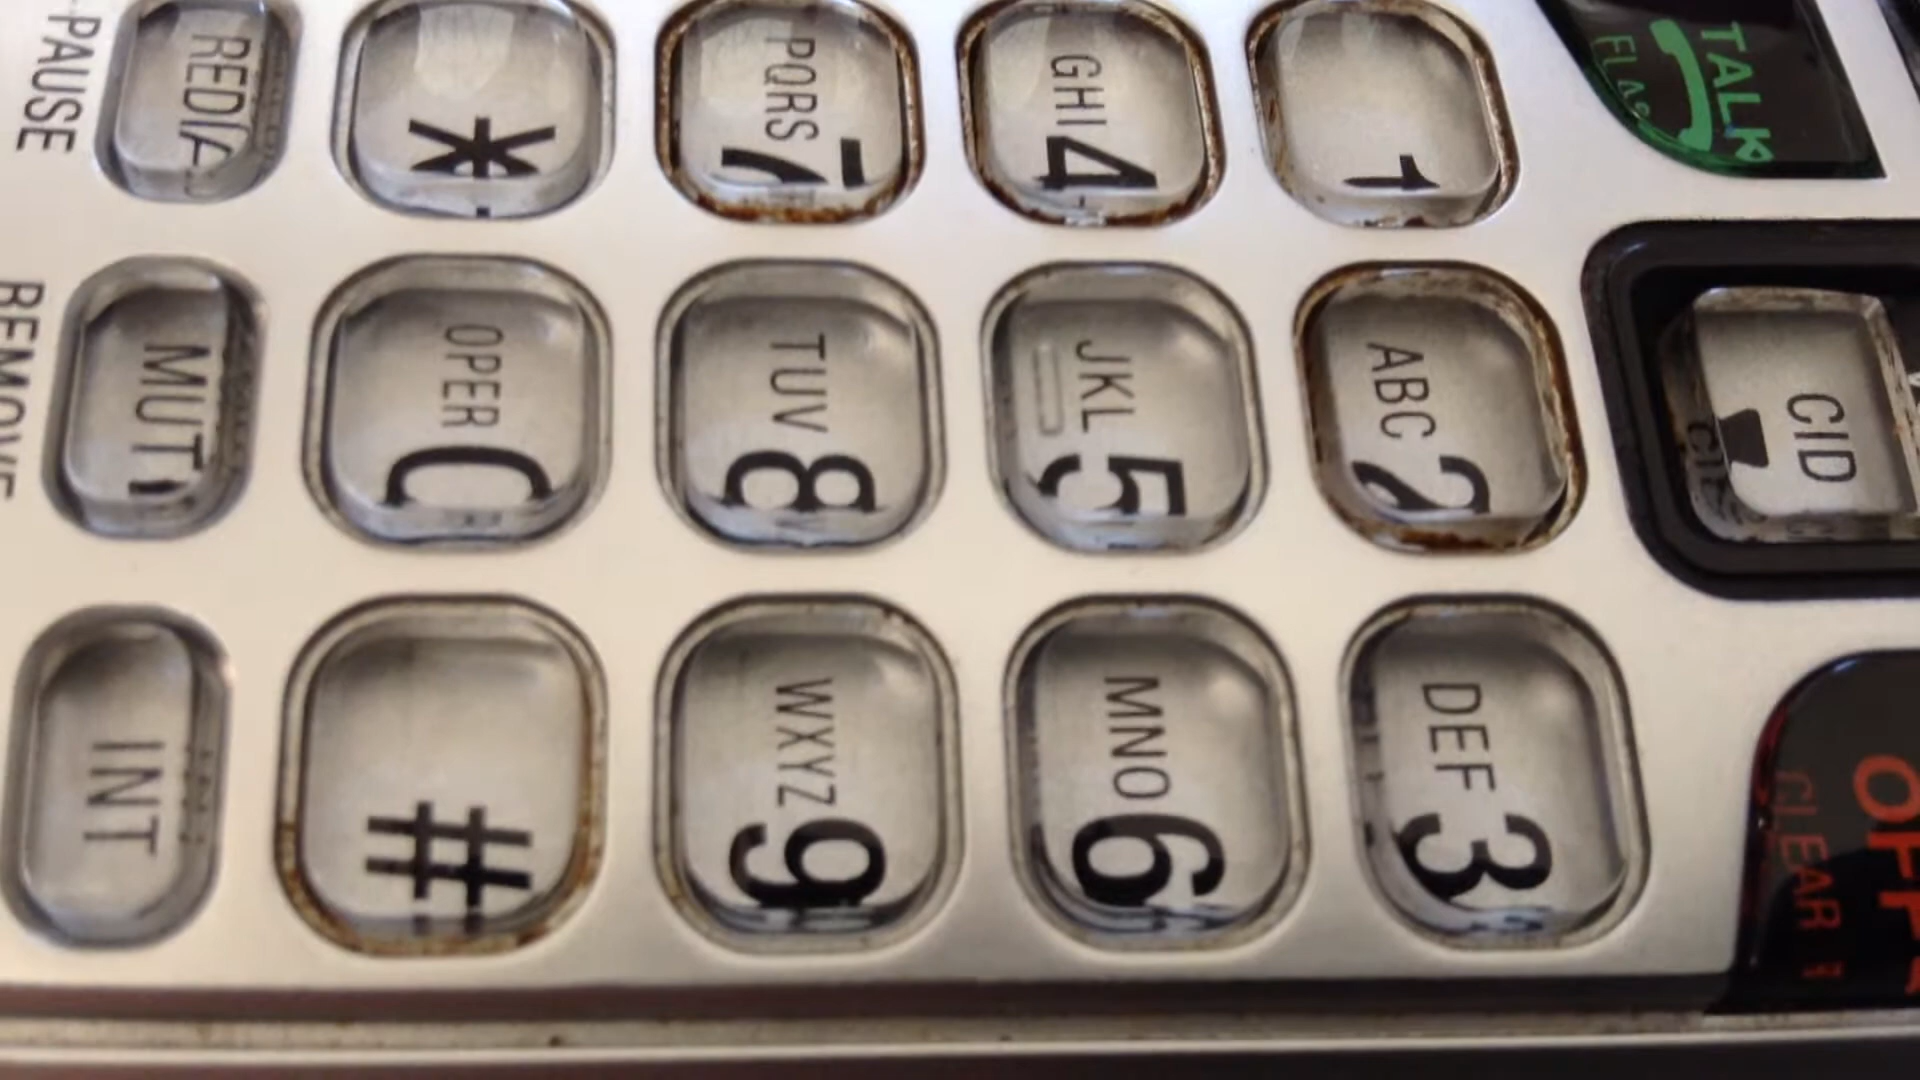 TALK
FLASH
CID
OFF
CLEAR
1
ABC 2
DEF 3
GHI 4
JKL 5
MNO 6
PQRS 7
TUV 8
WXYZ 9
*
OPER 0
#
REDIAL
PAUSE
MUTE
REMOVE
INT